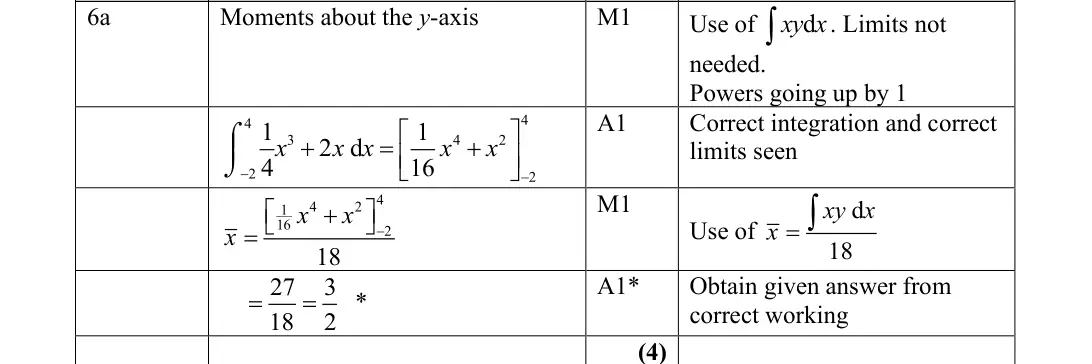 6a Moments about the y-axis M1 Use of ∫xydx. Limits not
needed.
Powers going up by 1
∫_{-2}^{4} 1/4 x³ + 2x dx = [1/16 x⁴ + x²]_{-2}^{4} A1 Correct integration and correct
limits seen
x̄ = [1/16 x⁴ + x²]_{-2}^{4} / 18 M1 Use of x̄ = ∫xy dx / 18
= 27/18 = 3/2 * A1* Obtain given answer from
correct working
(4)